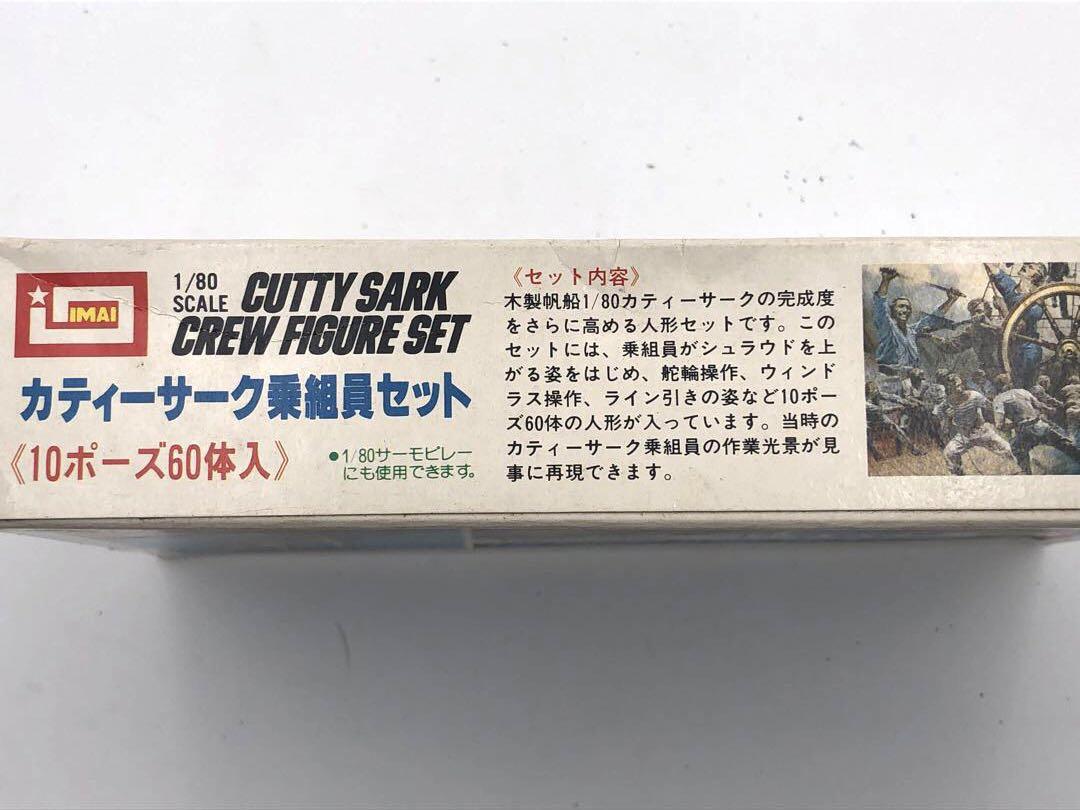 IMAI
1/80
SCALE
CUTTY SARK
CREW FIGURE SET
カティーサーク乗組員セット
《10ポーズ60体入》
●1/80サーモピレー
にも使用できます。
《セット内容》
木製帆船1/80カティーサークの完成度
をさらに高める人形セットです。この
セットには、乗組員がシュラウドを上
がる姿をはじめ、舵輪操作、ウィンド
ラス操作、ライン引きの姿など10ポー
ズ60体の人形が入っています。当時の
カティーサーク乗組員の作業光景が見
事に再現できます。